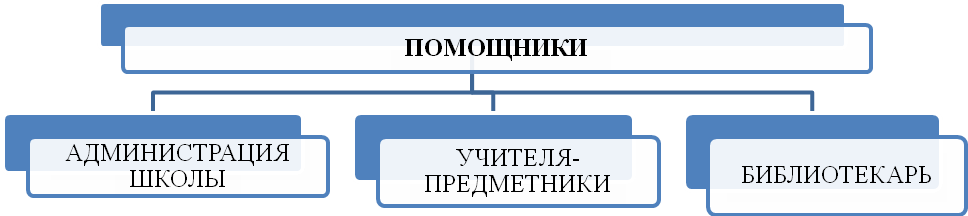 ПОМОЩНИКИ
АДМИНИСТРАЦИЯ
ШКОЛЫ
УЧИТЕЛЯ-
ПРЕДМЕТНИКИ
БИБЛИОТЕКАРЬ